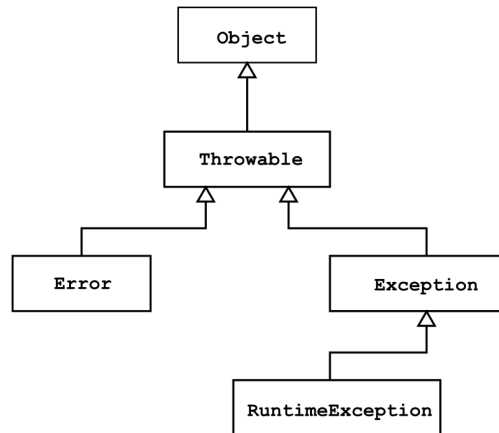 Object
Throwable
Error
Exception
RuntimeException